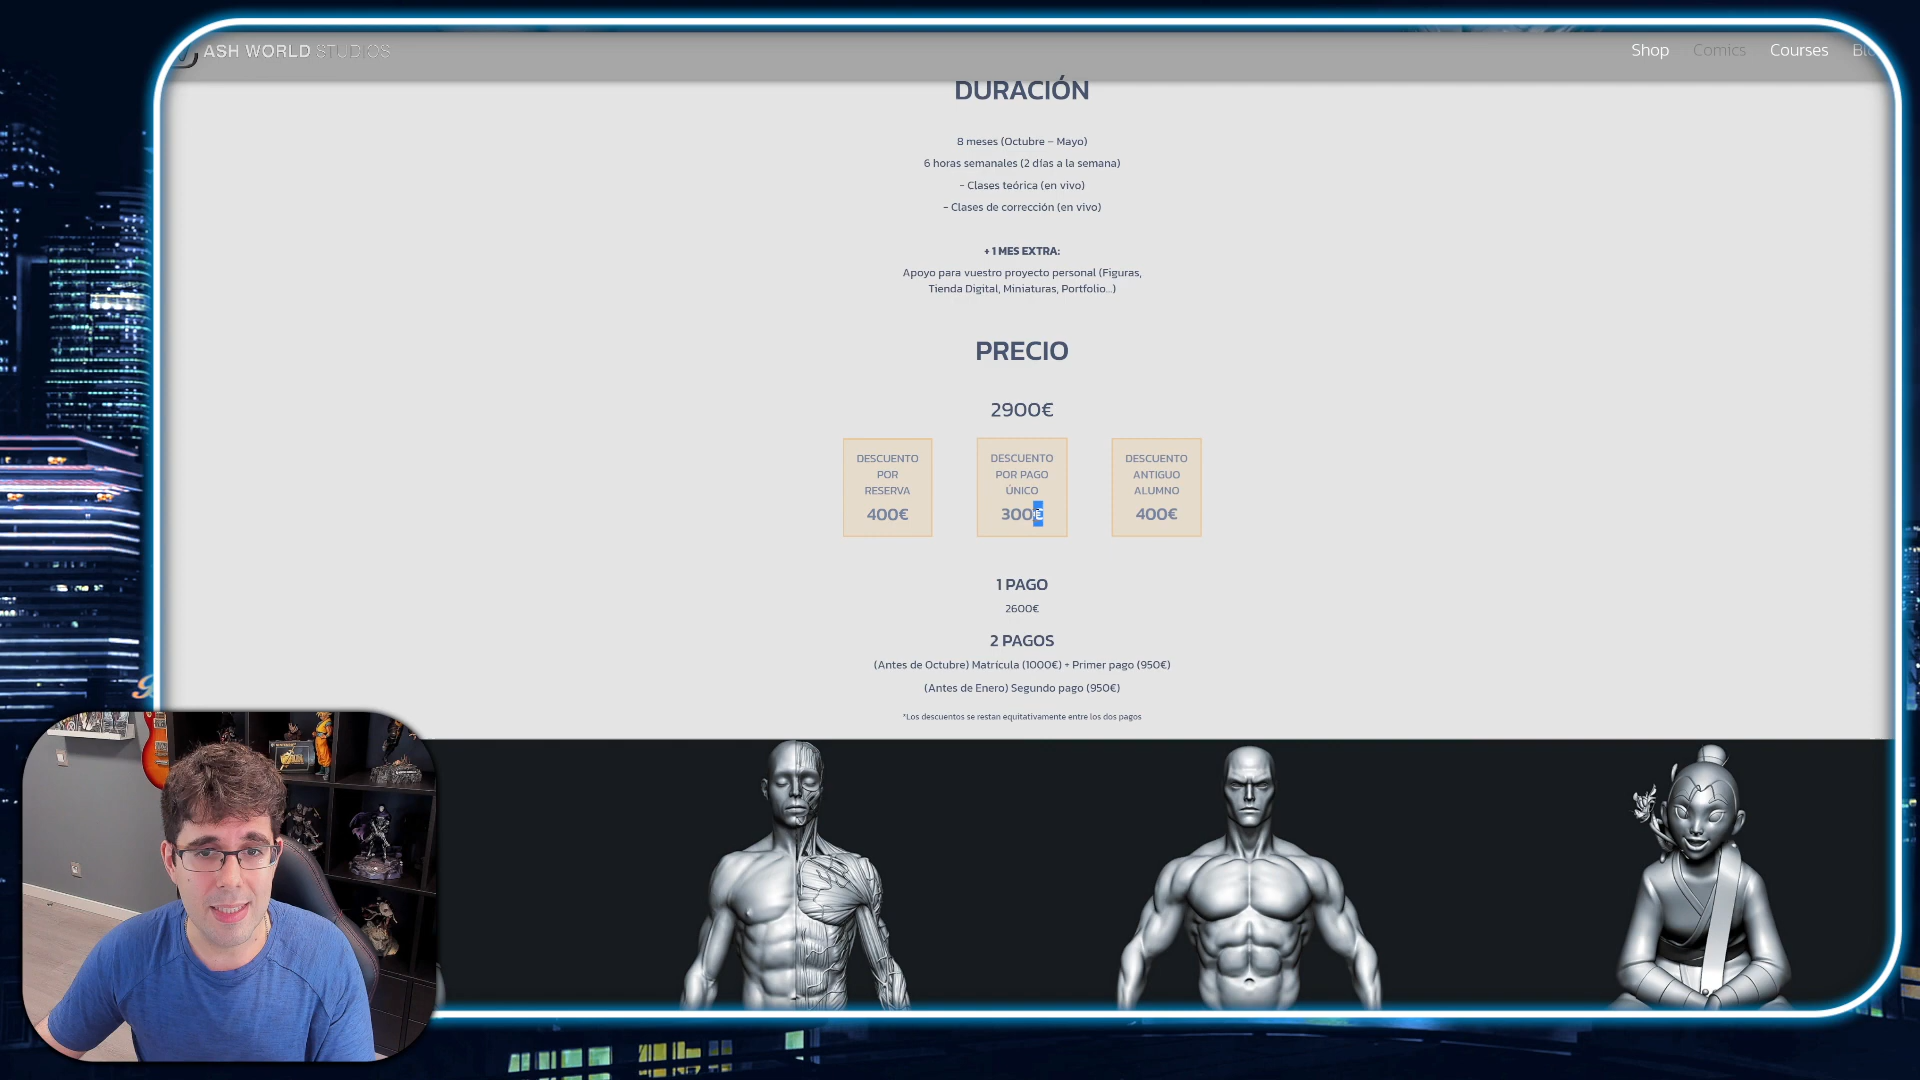 ASH WORLD STUDIOS
Shop Comics Courses
DURACIÓN
8 meses (Octubre – Mayo)
6 horas semanales (2 días a la semana)
- Clases teórica (en vivo)
- Clases de corrección (en vivo)
+ 1 MES EXTRA:
Apoyo para vuestro proyecto personal (Figuras,
Tienda Digital, Miniaturas, Portfolio...)
PRECIO
2900€
DESCUENTO
POR
RESERVA
400€
DESCUENTO
POR PAGO
ÚNICO
300€
DESCUENTO
ANTIGUO
ALUMNO
400€
1 PAGO
2600€
2 PAGOS
(Antes de Octubre) Matrícula (1000€) + Primer pago (950€)
(Antes de Enero) Segundo pago (950€)
*Los descuentos se restan equitativamente entre los dos pagos